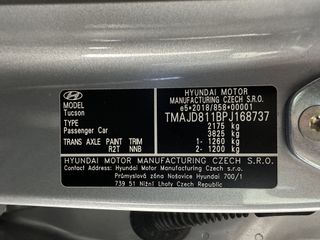 HYUNDAI MOTOR
MANUFACTURING CZECH S.R.O.
e5*2018/858*00001
TMAJD811BPJ168737
2175 kg
3825 kg
1- 1260 kg
2- 1200 kg
HYUNDAI
MODEL
Tucson
TYPE
Passenger Car
TRANS AXLE PAINT TRIM
R2T NNB
HYUNDAI MOTOR MANUFACTURING CZECH S.R.O.
Contact Address: Hyundai Motor Manufacturing Czech
Průmyslová zóna Nošovice Hyundai 700/1
739 51 Nižní Lhoty Czech Republic